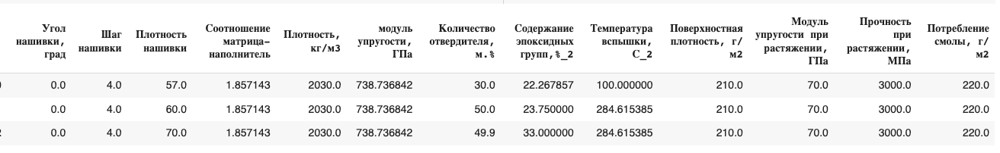 Угол нашивки, град	Шаг нашивки	Плотность нашивки	Соотношение матрица-наполнитель	Плотность, кг/м3	модуль упругости, ГПа	Количество отвердителя, м.%	Содержание эпоксидных групп,%_2	Температура вспышки, С_2	Поверхностная плотность, г/м2	Модуль упругости при растяжении, ГПа	Прочность при растяжении, МПа	Потребление смолы, г/м2
0.0	4.0	57.0	1.857143	2030.0	738.736842	30.0	22.267857	100.000000	210.0	70.0	3000.0	220.0
0.0	4.0	60.0	1.857143	2030.0	738.736842	50.0	23.750000	284.615385	210.0	70.0	3000.0	220.0
0.0	4.0	70.0	1.857143	2030.0	738.736842	49.9	33.000000	284.615385	210.0	70.0	3000.0	220.0